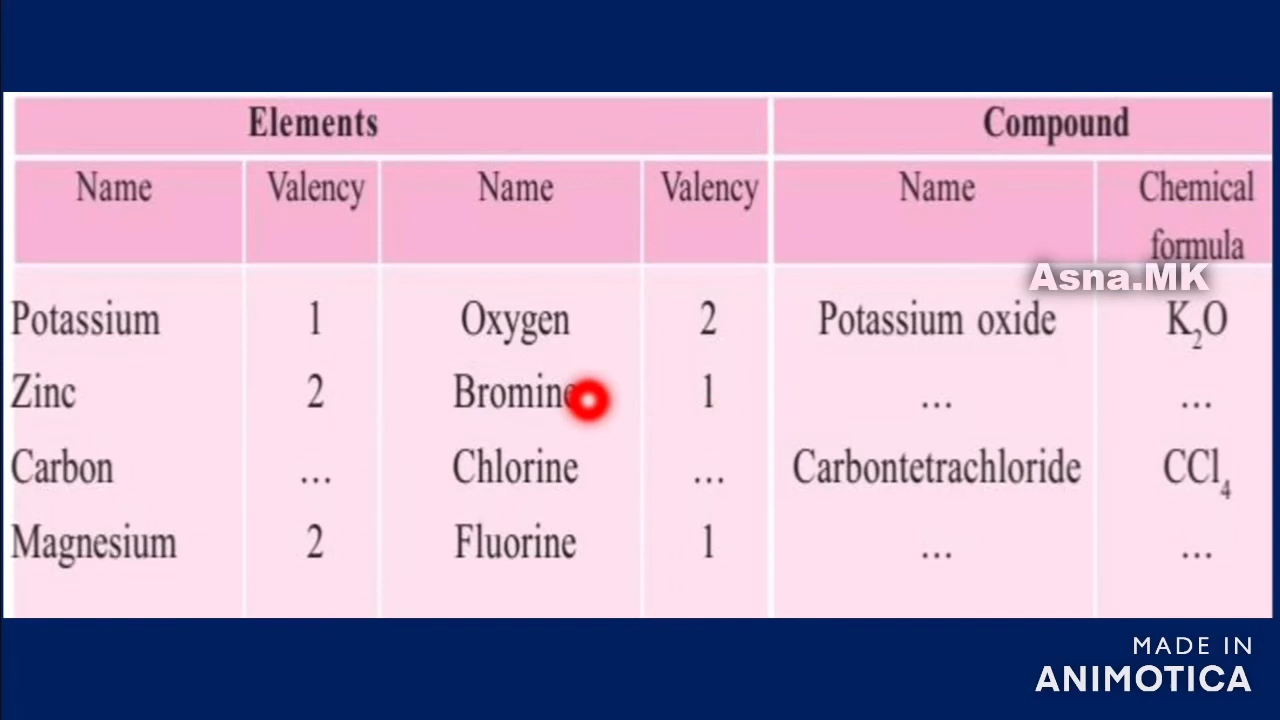 Elements Compound
Name Valency Name Valency Name Chemical formula
Asna.MK
Potassium 1 Oxygen 2 Potassium oxide K₂O
Zinc 2 Bromine 1 ... ...
Carbon ... Chlorine ... Carbontetrachloride CCl₄
Magnesium 2 Fluorine 1 ... ...
MADE IN
ANIMOTICA